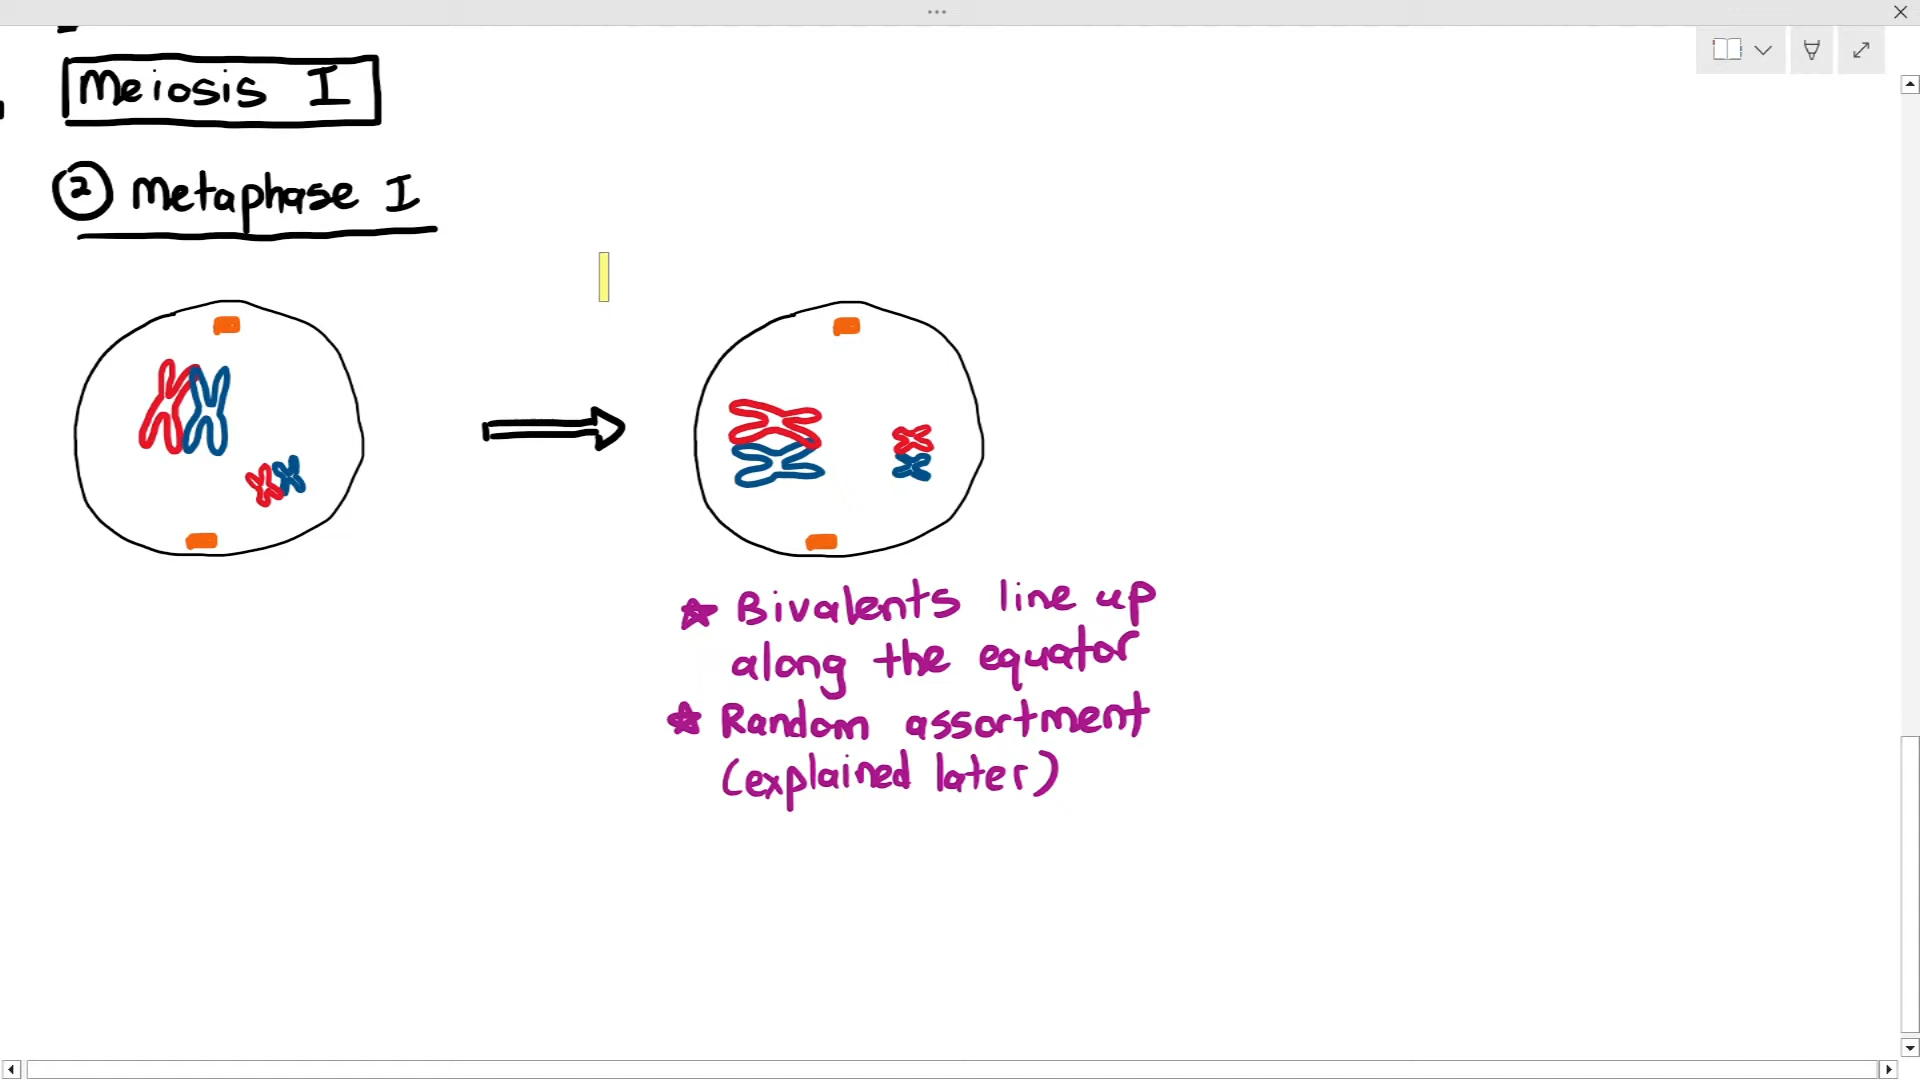 Meiosis I
2 Metaphase I
Bivalents line up
along the equator
Random assortment
(explained later)